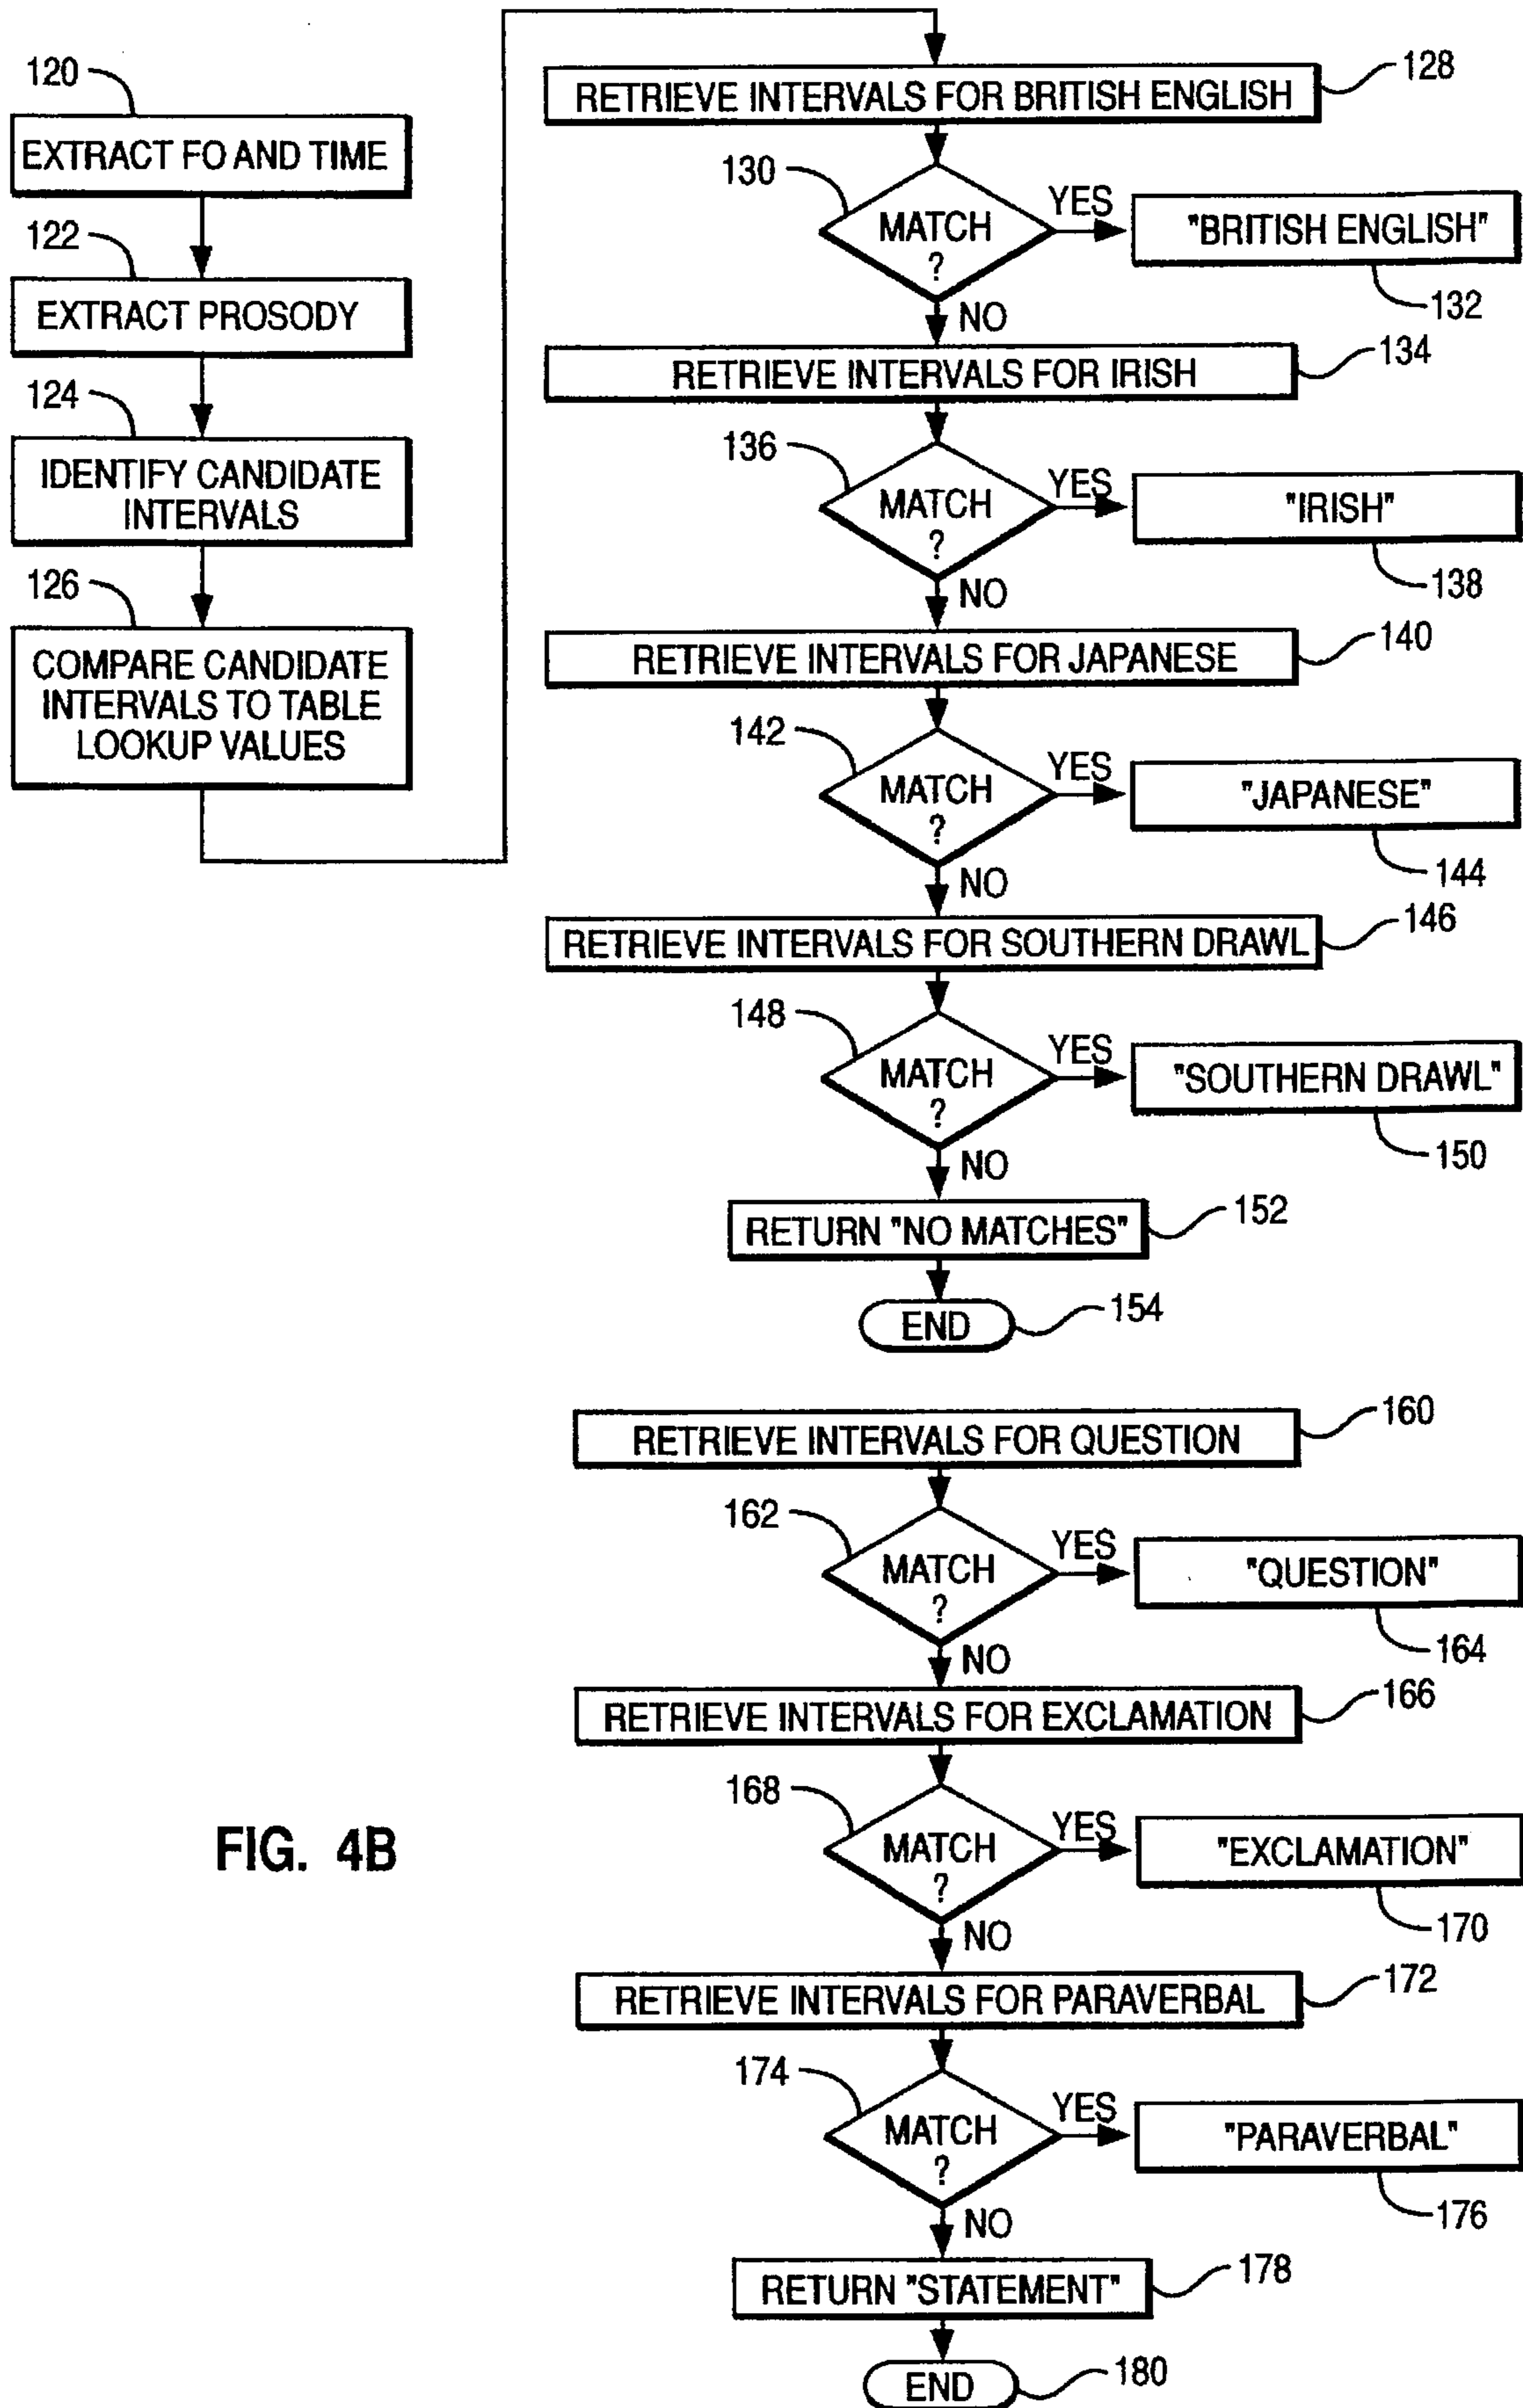 120
EXTRACT FO AND TIME
122
EXTRACT PROSODY
124
IDENTIFY CANDIDATE
INTERVALS
126
COMPARE CANDIDATE
INTERVALS TO TABLE
LOOKUP VALUES
RETRIEVE INTERVALS FOR BRITISH ENGLISH
128
130
MATCH
?
YES
"BRITISH ENGLISH"
132
NO
RETRIEVE INTERVALS FOR IRISH
134
136
MATCH
?
YES
"IRISH"
138
NO
RETRIEVE INTERVALS FOR JAPANESE
140
142
MATCH
?
YES
"JAPANESE"
144
NO
RETRIEVE INTERVALS FOR SOUTHERN DRAWL
146
148
MATCH
?
YES
"SOUTHERN DRAWL"
150
NO
RETURN "NO MATCHES"
152
END
154
RETRIEVE INTERVALS FOR QUESTION
160
162
MATCH
?
YES
"QUESTION"
164
NO
RETRIEVE INTERVALS FOR EXCLAMATION
166
168
MATCH
?
YES
"EXCLAMATION"
170
NO
RETRIEVE INTERVALS FOR PARAVERBAL
172
174
MATCH
?
YES
"PARAVERBAL"
176
NO
RETURN "STATEMENT"
178
END
180
FIG. 4B